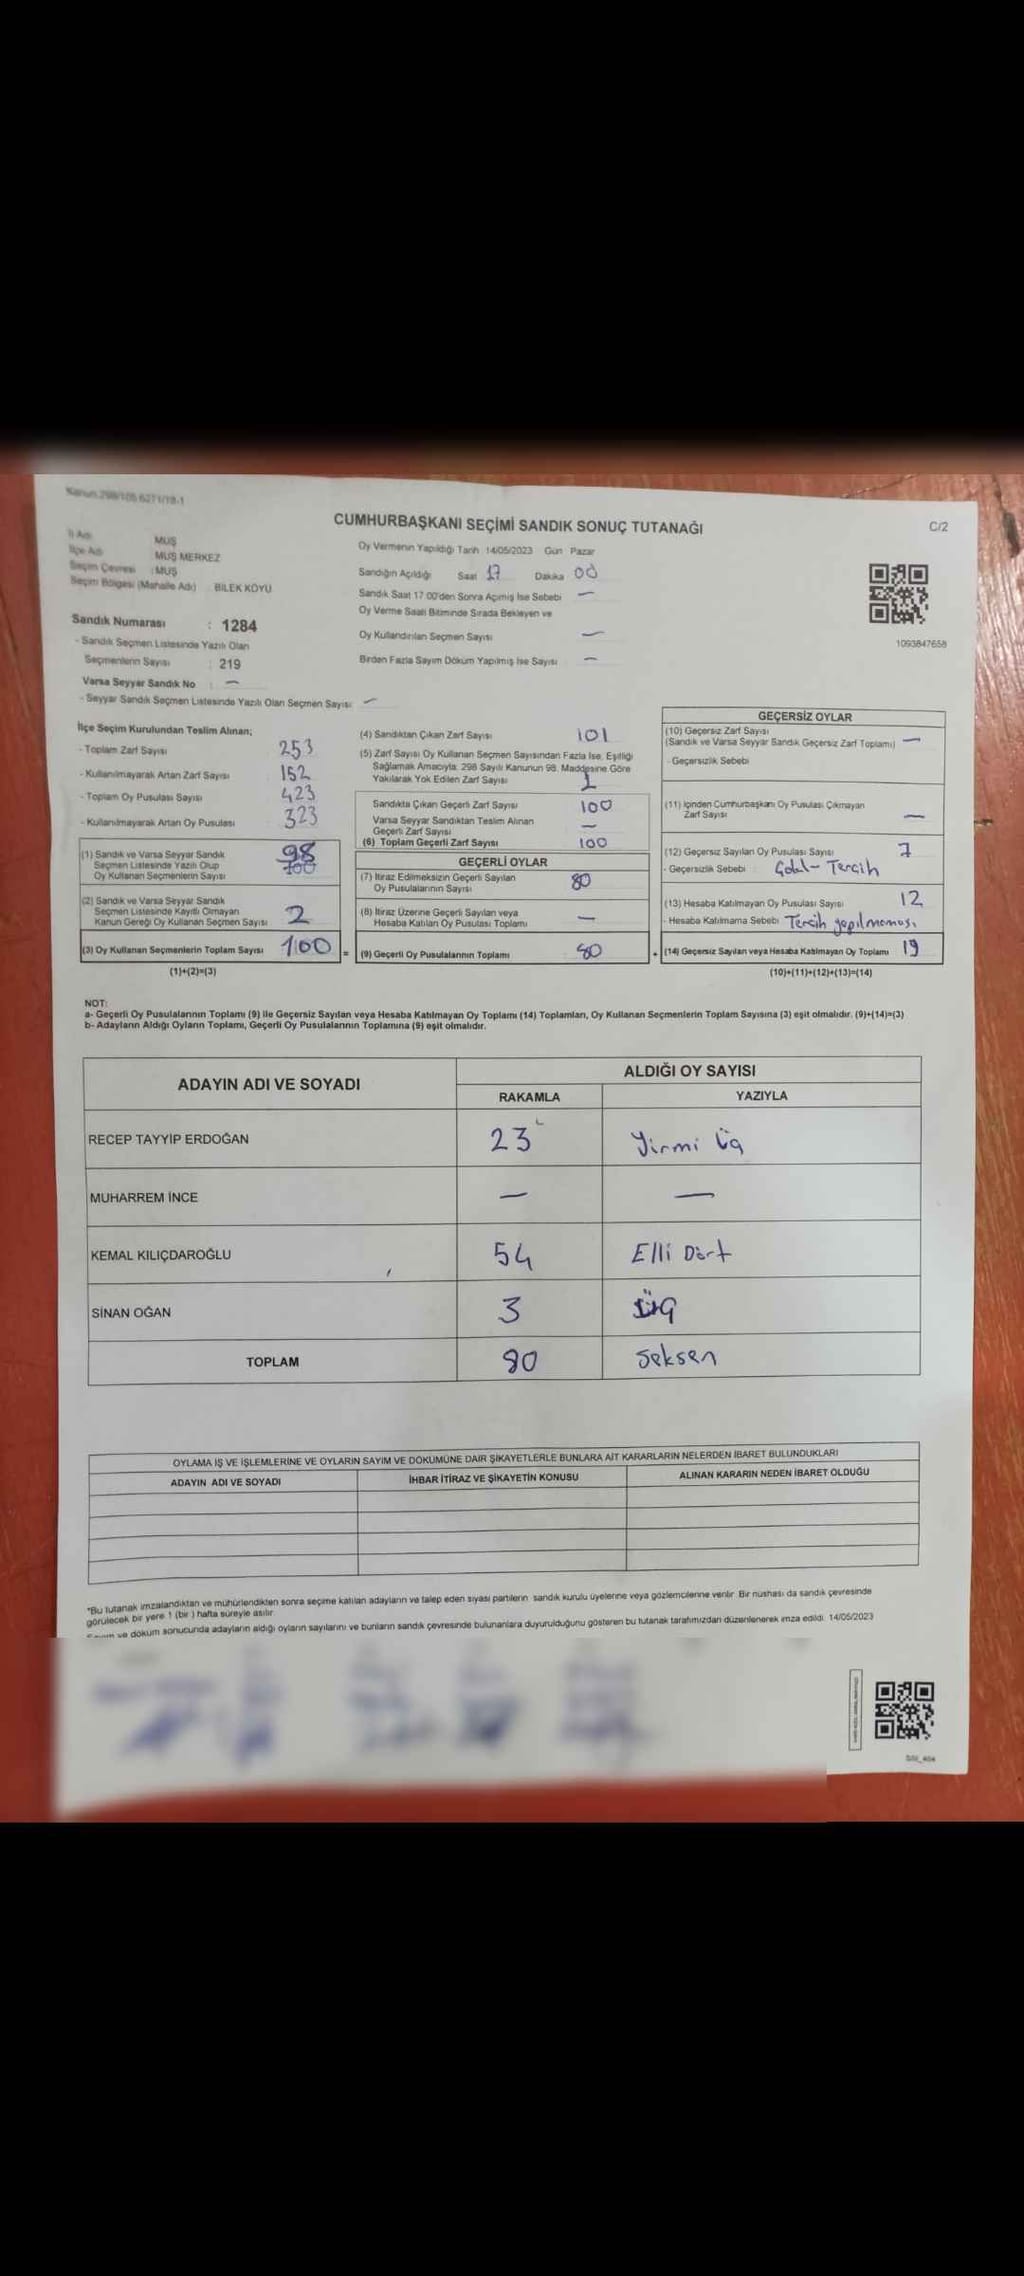 Kanun.298/105 6271/18-1
CUMHURBAŞKANI SEÇİMİ SANDIK SONUÇ TUTANAĞI
C/2
İl Adı MUŞ
İlçe Adı MUŞ MERKEZ
Seçim Çevresi : MUŞ
Seçim Bölgesi (Mahalle Adı) BİLEK KÖYÜ
Sandık Numarası : 1284
- Sandık Seçmen Listesinde Yazılı Olan
Seçmenlerin Sayısı : 219
Varsa Seyyar Sandık No : —
- Seyyar Sandık Seçmen Listesinde Yazılı Olan Seçmen Sayısı: —
Oy Vermenin Yapıldığı Tarih 14/05/2023 Gün Pazar
Sandığın Açıldığı Saat 17 Dakika 00
Sandık Saat 17.00'den Sonra Açımış İse Sebebi —
Oy Verme Saati Bitiminde Sırada Bekleyen ve
Oy Kullandırılan Seçmen Sayısı —
Birden Fazla Sayım Döküm Yapılmış İse Sayısı —
1093847658
İlçe Seçim Kurulundan Teslim Alınan;
- Toplam Zarf Sayısı 253
- Kullanılmayarak Artan Zarf Sayısı 152
- Toplam Oy Pusulası Sayısı 423
- Kullanılmayarak Artan Oy Pusulası 323
(1) Sandık ve Varsa Seyyar Sandık
Seçmen Listesinde Yazılı Olup
Oy Kullanan Seçmenlerin Sayısı 98 100
(2) Sandık ve Varsa Seyyar Sandık
Seçmen Listesinde Kayıtlı Olmayan
Kanun Gereği Oy Kullanan Seçmen Sayısı 2
(3) Oy Kullanan Seçmenlerin Toplam Sayısı 100 =
(1)+(2)=(3)
(4) Sandıktan Çıkan Zarf Sayısı 101
(5) Zarf Sayısı Oy Kullanan Seçmen Sayısından Fazla İse, Eşitliği
Sağlamak Amacıyla, 298 Sayılı Kanunun 98. Maddesine Göre
Yakılarak Yok Edilen Zarf Sayısı 1
Sandıkta Çıkan Geçerli Zarf Sayısı 100
Varsa Seyyar Sandıktan Teslim Alınan
Geçerli Zarf Sayısı —
(6) Toplam Geçerli Zarf Sayısı 100
GEÇERLİ OYLAR
(7) İtiraz Edilmeksizin Geçerli Sayılan
Oy Pusulalarının Sayısı 80
(8) İtiraz Üzerine Geçerli Sayılan veya
Hesaba Katılan Oy Pusulası Toplamı —
(9) Geçerli Oy Pusulalarının Toplamı 80 +
GEÇERSİZ OYLAR
(10) Geçersiz Zarf Sayısı
(Sandık ve Varsa Seyyar Sandık Geçersiz Zarf Toplamı) —
- Geçersizlik Sebebi
(11) İçinden Cumhurbaşkanı Oy Pusulası Çıkmayan
Zarf Sayısı —
(12) Geçersiz Sayılan Oy Pusulası Sayısı 7
- Geçersizlik Sebebi : Tercih
(13) Hesaba Katılmayan Oy Pusulası Sayısı 12
- Hesaba Katılmama Sebebi Tercih yapılmaması
(14) Geçersiz Sayılan veya Hesaba Katılmayan Oy Toplamı 19
(10)+(11)+(12)+(13)=(14)
NOT:
a- Geçerli Oy Pusulalarının Toplamı (9) ile Geçersiz Sayılan veya Hesaba Katılmayan Oy Toplamı (14) Toplamları, Oy Kullanan Seçmenlerin Toplam Sayısına (3) eşit olmalıdır. (9)+(14)=(3)
b- Adayların Aldığı Oyların Toplamı, Geçerli Oy Pusulalarının Toplamına (9) eşit olmalıdır.
ADAYIN ADI VE SOYADI
ALDIĞI OY SAYISI
RAKAMLA YAZIYLA
RECEP TAYYİP ERDOĞAN 23 Yirmi Üç
MUHARREM İNCE — —
KEMAL KILIÇDAROĞLU 54 Elli Dört
SİNAN OĞAN 3 Üç
TOPLAM 80 Seksen
OYLAMA İŞ VE İŞLEMLERİNE VE OYLARIN SAYIM VE DÖKÜMÜNE DAİR ŞİKAYETLERLE BUNLARA AİT KARARLARIN NELERDEN İBARET BULUNDUKLARI
ADAYIN ADI VE SOYADI İHBAR İTİRAZ VE ŞİKAYETİN KONUSU ALINAN KARARIN NEDEN İBARET OLDUĞU
*Bu tutanak imzalandıktan ve mühürlendikten sonra seçime katılan adayların ve talep eden siyasi partilerin sandık kurulu üyelerine veya gözlemcilerine verilir. Bir nüshası da sandık çevresinde
görülecek bir yere 1 (bir ) hafta süreyle asılır.
ve döküm sonucunda adayların aldığı oyların sayılarını ve bunların sandık çevresinde bulunanlara duyurulduğunu gösteren bu tutanak tarafımızdan düzenlenerek imza edildi. 14/05/2023